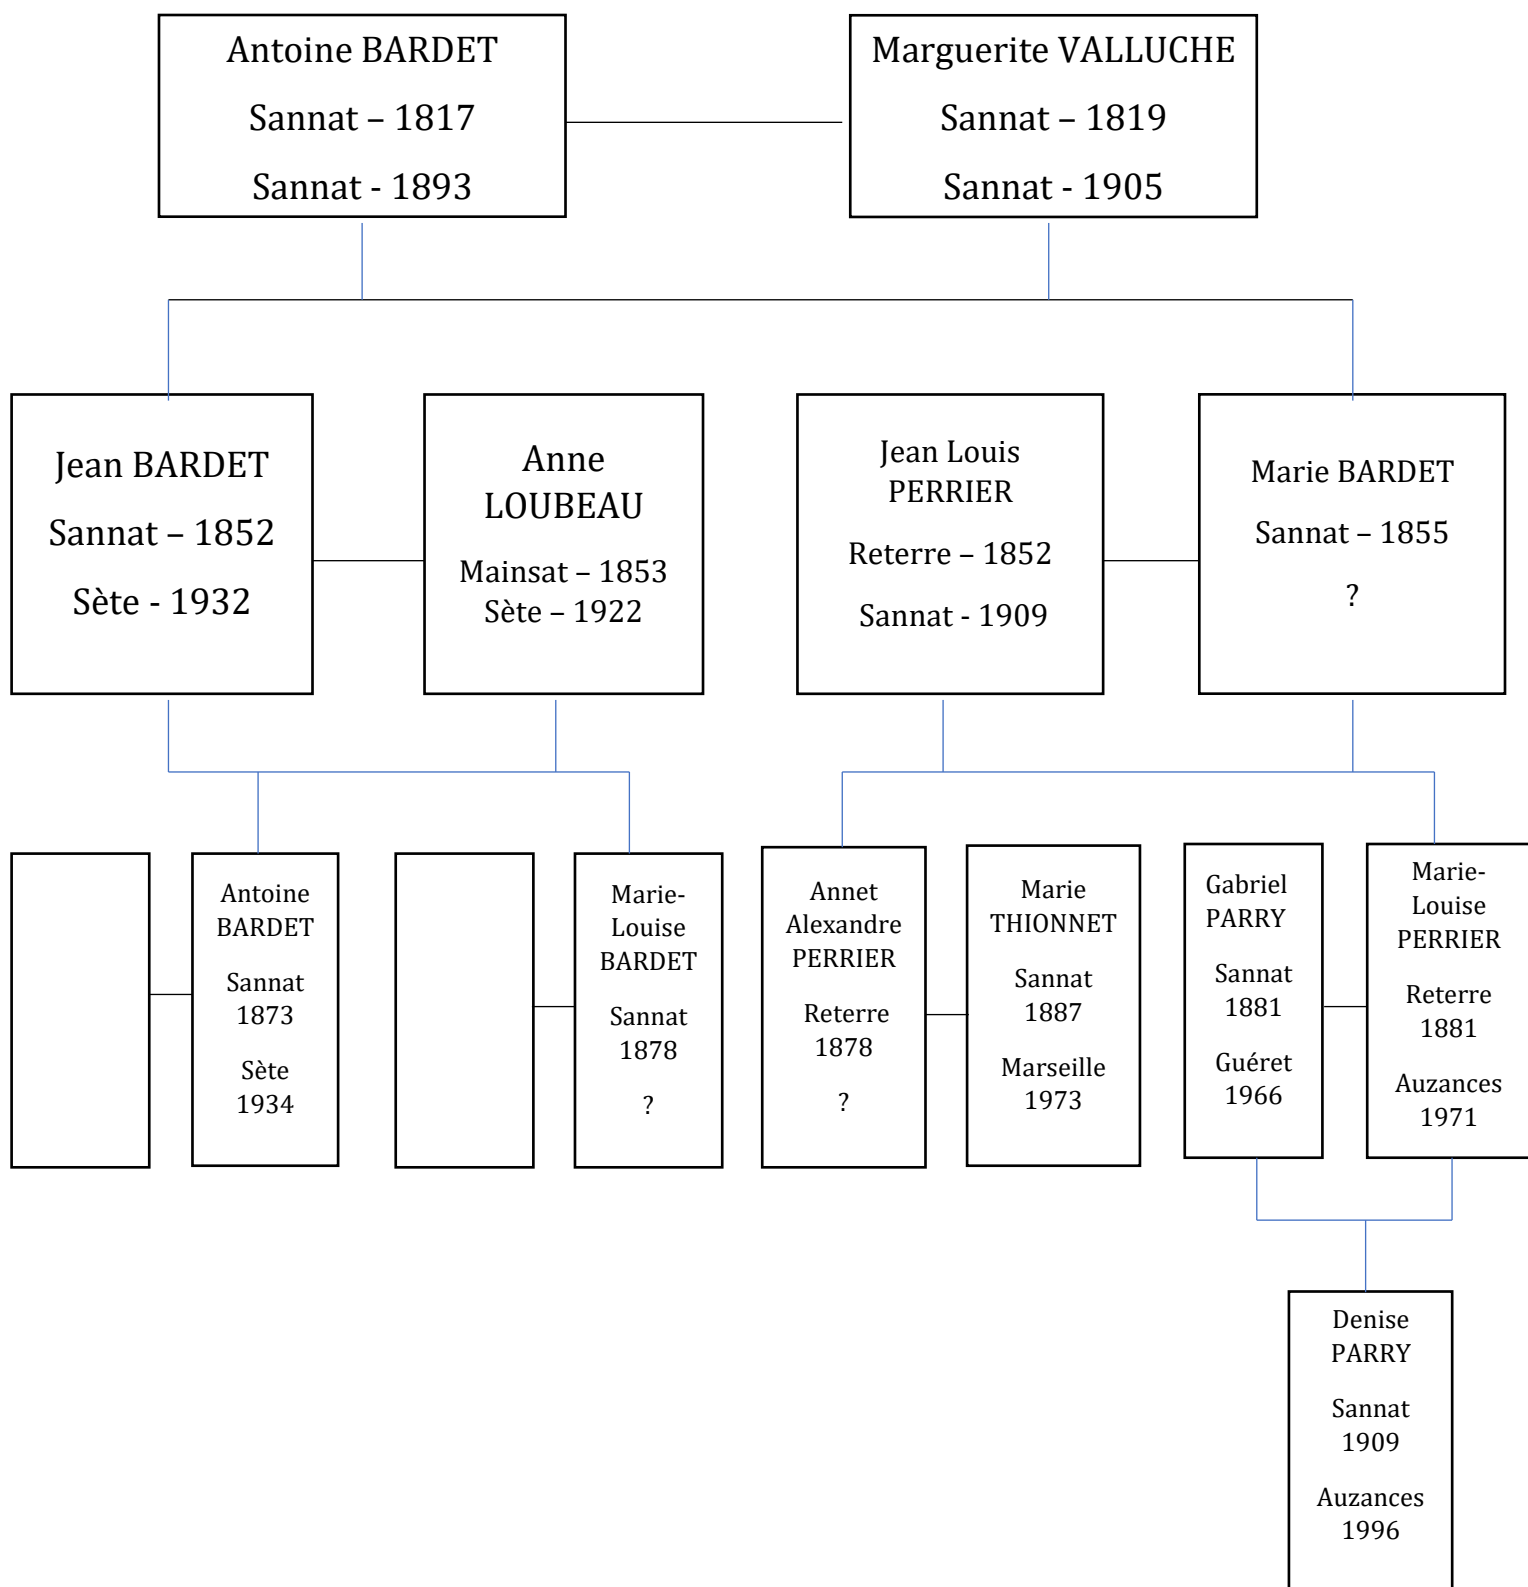 Antoine BARDET
Sannat – 1817
Sannat - 1893
Marguerite VALLUCHE
Sannat – 1819
Sannat - 1905
Jean BARDET
Sannat – 1852
Sète - 1932
Anne
LOUBEAU
Mainsat – 1853
Sète – 1922
Jean Louis
PERRIER
Reterre – 1852
Sannat - 1909
Marie BARDET
Sannat – 1855
?
Antoine
BARDET
Sannat
1873
Sète
1934
Marie-
Louise
BARDET
Sannat
1878
?
Annet
Alexandre
PERRIER
Reterre
1878
?
Marie
THIONNET
Sannat
1887
Marseille
1973
Gabriel
PARRY
Sannat
1881
Guéret
1966
Marie-
Louise
PERRIER
Reterre
1881
Auzances
1971
Denise
PARRY
Sannat
1909
Auzances
1996